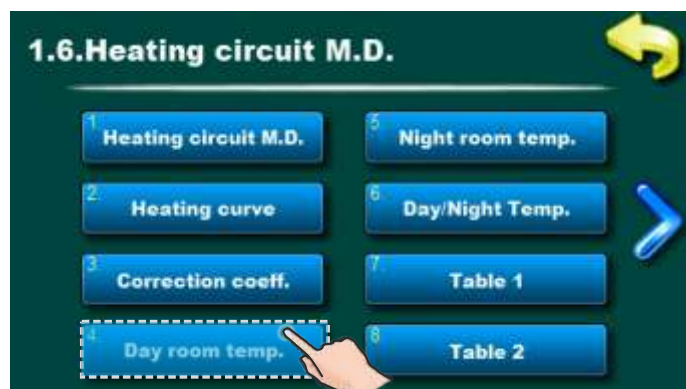 1.6.Heating circuit M.D.
1.
Heating circuit M.D.
2.
Heating curve
3.
Correction coeff.
4.
Day room temp.
5.
Night room temp.
6.
Day/Night Temp.
7.
Table 1
8.
Table 2